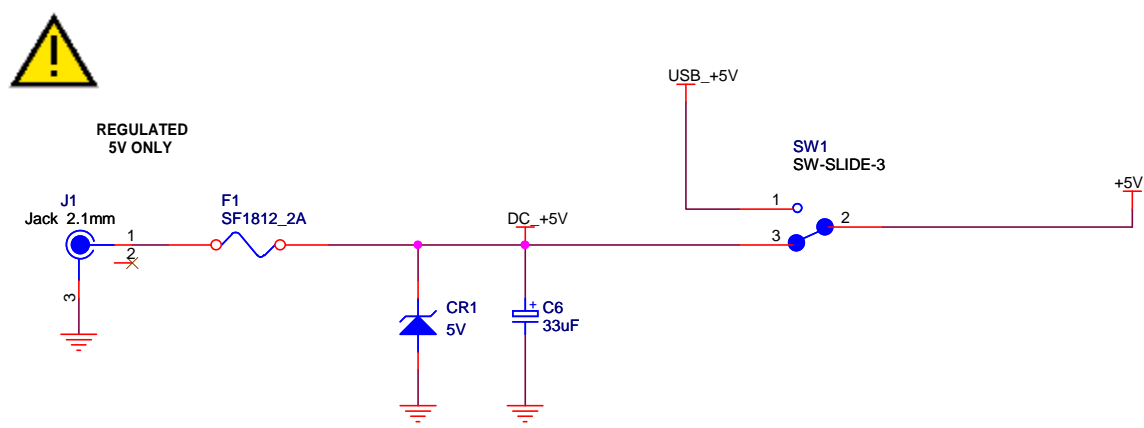 REGULATED
5V ONLY
USB_+5V
SW1
SW-SLIDE-3
+5V
J1
Jack 2.1mm
F1
SF1812_2A
DC_+5V
1
2
3
1
2
3
CR1
5V
+
C6
33uF